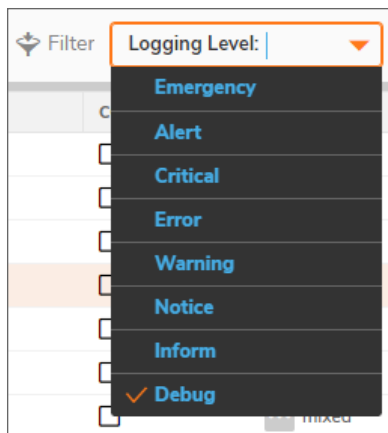 Filter
Logging Level:
C
Emergency
Alert
Critical
Error
Warning
Notice
Inform
Debug
mixed